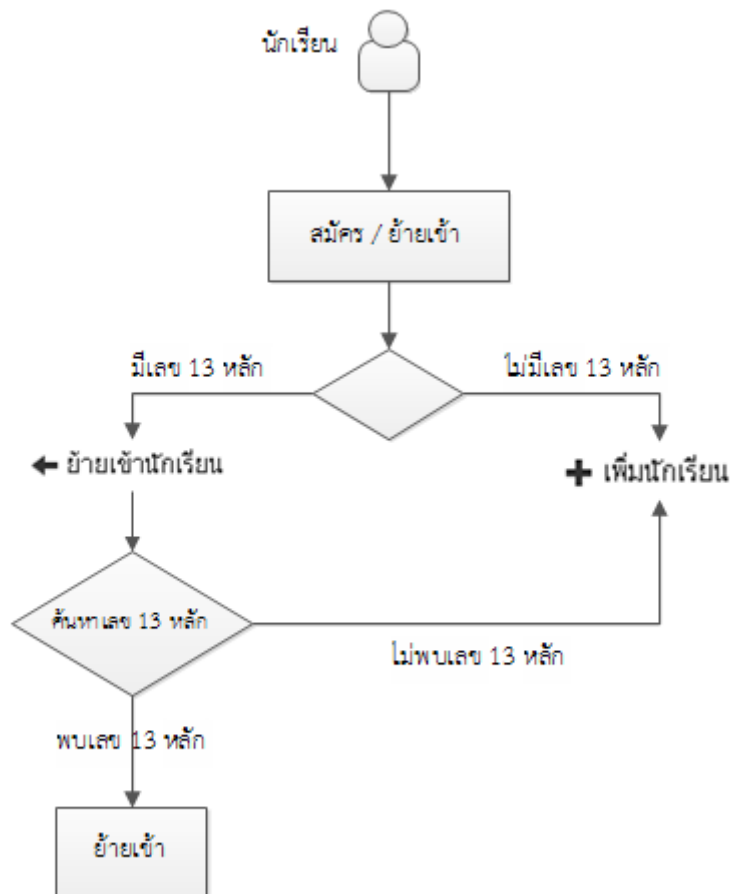 นักเรียน
สมัคร / ย้ายเข้า
มีเลข 13 หลัก
ไม่มีเลข 13 หลัก
ย้ายเข้านักเรียน
เพิ่มนักเรียน
ค้นหาเลข 13 หลัก
ไม่พบเลข 13 หลัก
พบเลข 13 หลัก
ย้ายเข้า